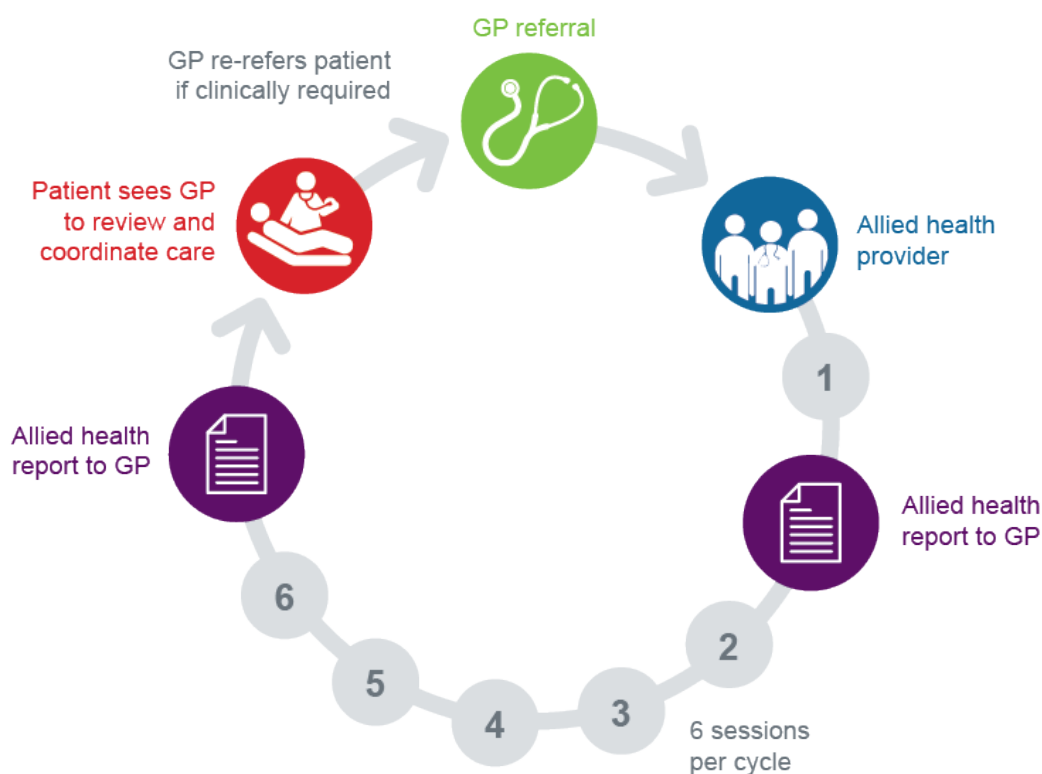 GP referral
GP re-refers patient
if clinically required
Patient sees GP
to review and
coordinate care
Allied health
provider
1
Allied health
report to GP
Allied health
report to GP
2
3
4
5
6
6 sessions
per cycle